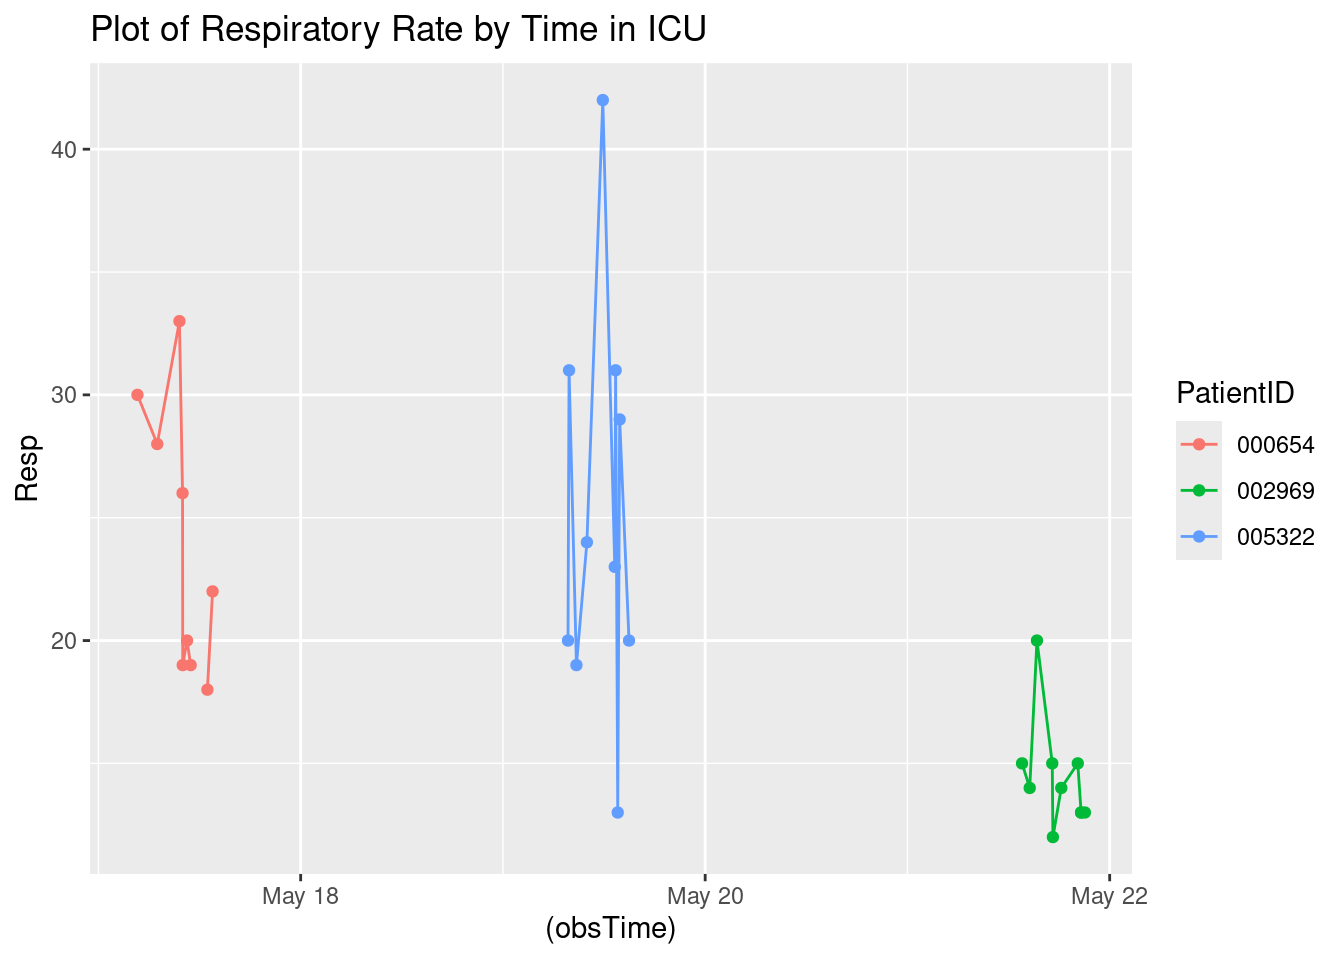 Plot of Respiratory Rate by Time in ICU
40
30
20
Resp
May 18
May 20
May 22
(obsTime)
PatientID
000654
002969
005322